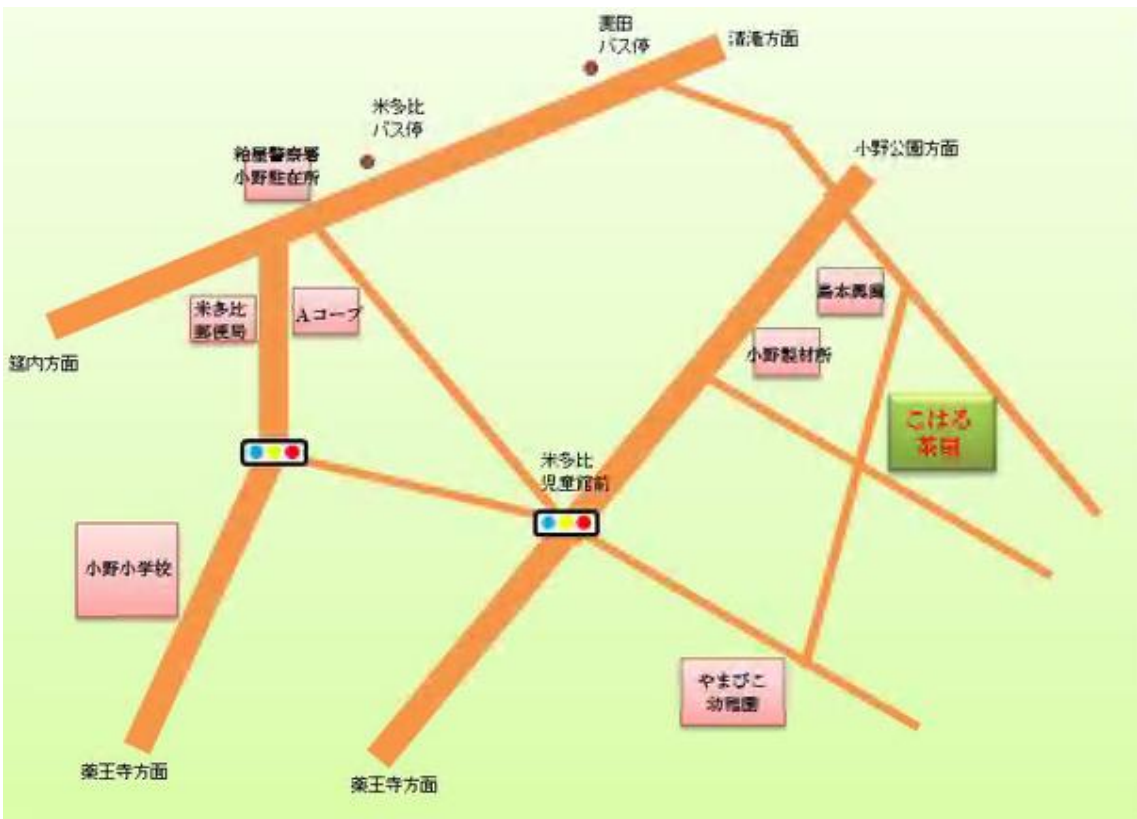 バス停
清滝方面
米多比
バス停
小野公園方面
粕屋警察署
小野駐在所
米多比
郵便局
Aコープ
筵内方面
小野製材所
こはる
茶園
米多比
児童館前
小野小学校
やまびこ
幼稚園
薬王寺方面
薬王寺方面